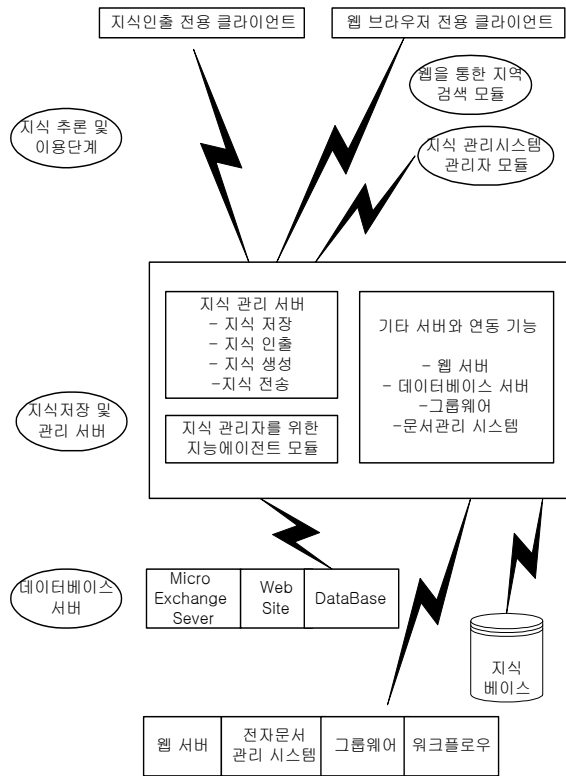 지식인출 전용 클라이언트
웹 브라우저 전용 클라이언트
웹을 통한 지역
검색 모듈
지식 추론 및
이용단계
지식 관리시스템
관리자 모듈
지식 관리 서버
- 지식 저장
- 지식 인출
- 지식 생성
-지식 전송
기타 서버와 연동 기능
- 웹 서버
- 데이터베이스 서버
-그룹웨어
-문서관리 시스템
지식저장 및
관리 서버
지식 관리자를 위한
지능에이전트 모듈
데이터베이스
서버
Micro
Exchange
Sever
Web
Site
DataBase
지식
베이스
웹 서버
전자문서
관리 시스템
그룹웨어
워크플로우